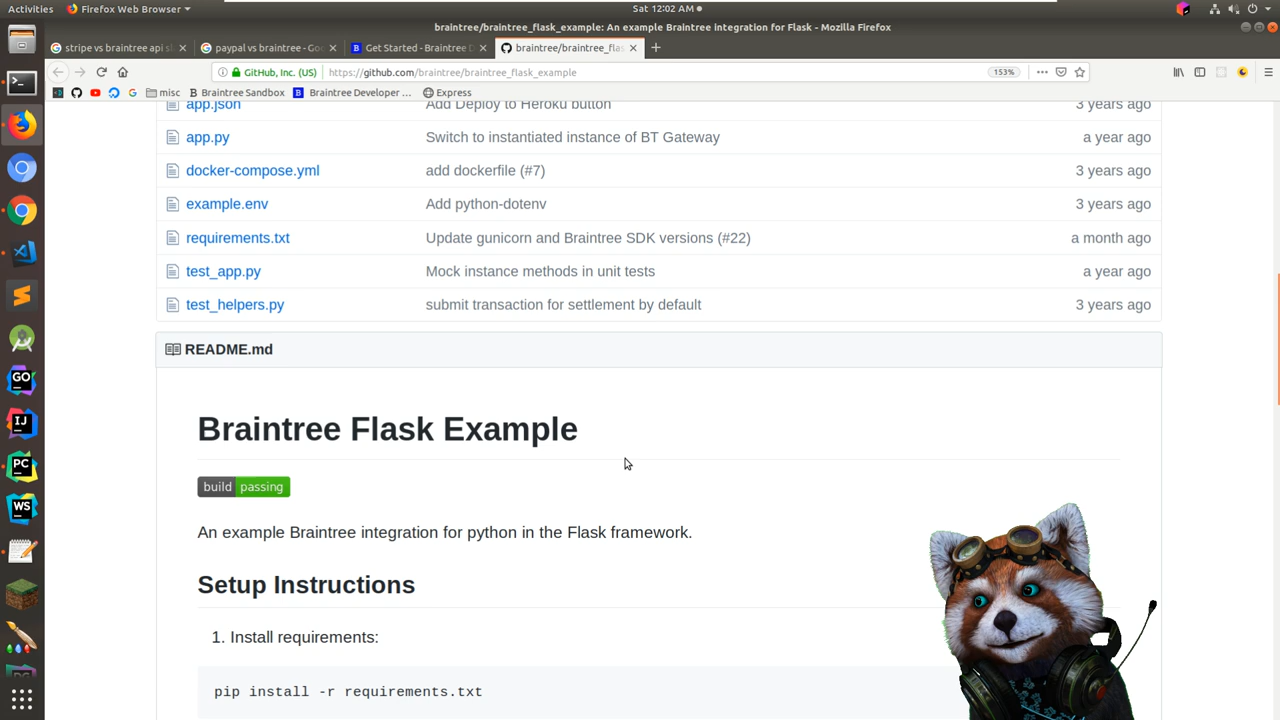 Activities Firefox Web Browser Sat 12:02 AM
braintree/braintree_flask_example: An example Braintree integration for Flask - Mozilla Firefox
stripe vs braintree api s paypal vs braintree - Go Get Started - Braintree D braintree/braintree_fla
GitHub, Inc. (US) https://github.com/braintree/braintree_flask_example 153%
misc Braintree Sandbox Braintree Developer ... Express
app.json Add Deploy to Heroku button 3 years ago
app.py Switch to instantiated instance of BT Gateway a year ago
docker-compose.yml add dockerfile (#7) 3 years ago
example.env Add python-dotenv 3 years ago
requirements.txt Update gunicorn and Braintree SDK versions (#22) a month ago
test_app.py Mock instance methods in unit tests a year ago
test_helpers.py submit transaction for settlement by default 3 years ago
README.md
Braintree Flask Example
build passing
An example Braintree integration for python in the Flask framework.
Setup Instructions
1. Install requirements:
pip install -r requirements.txt
GO
IJ
PC
WS